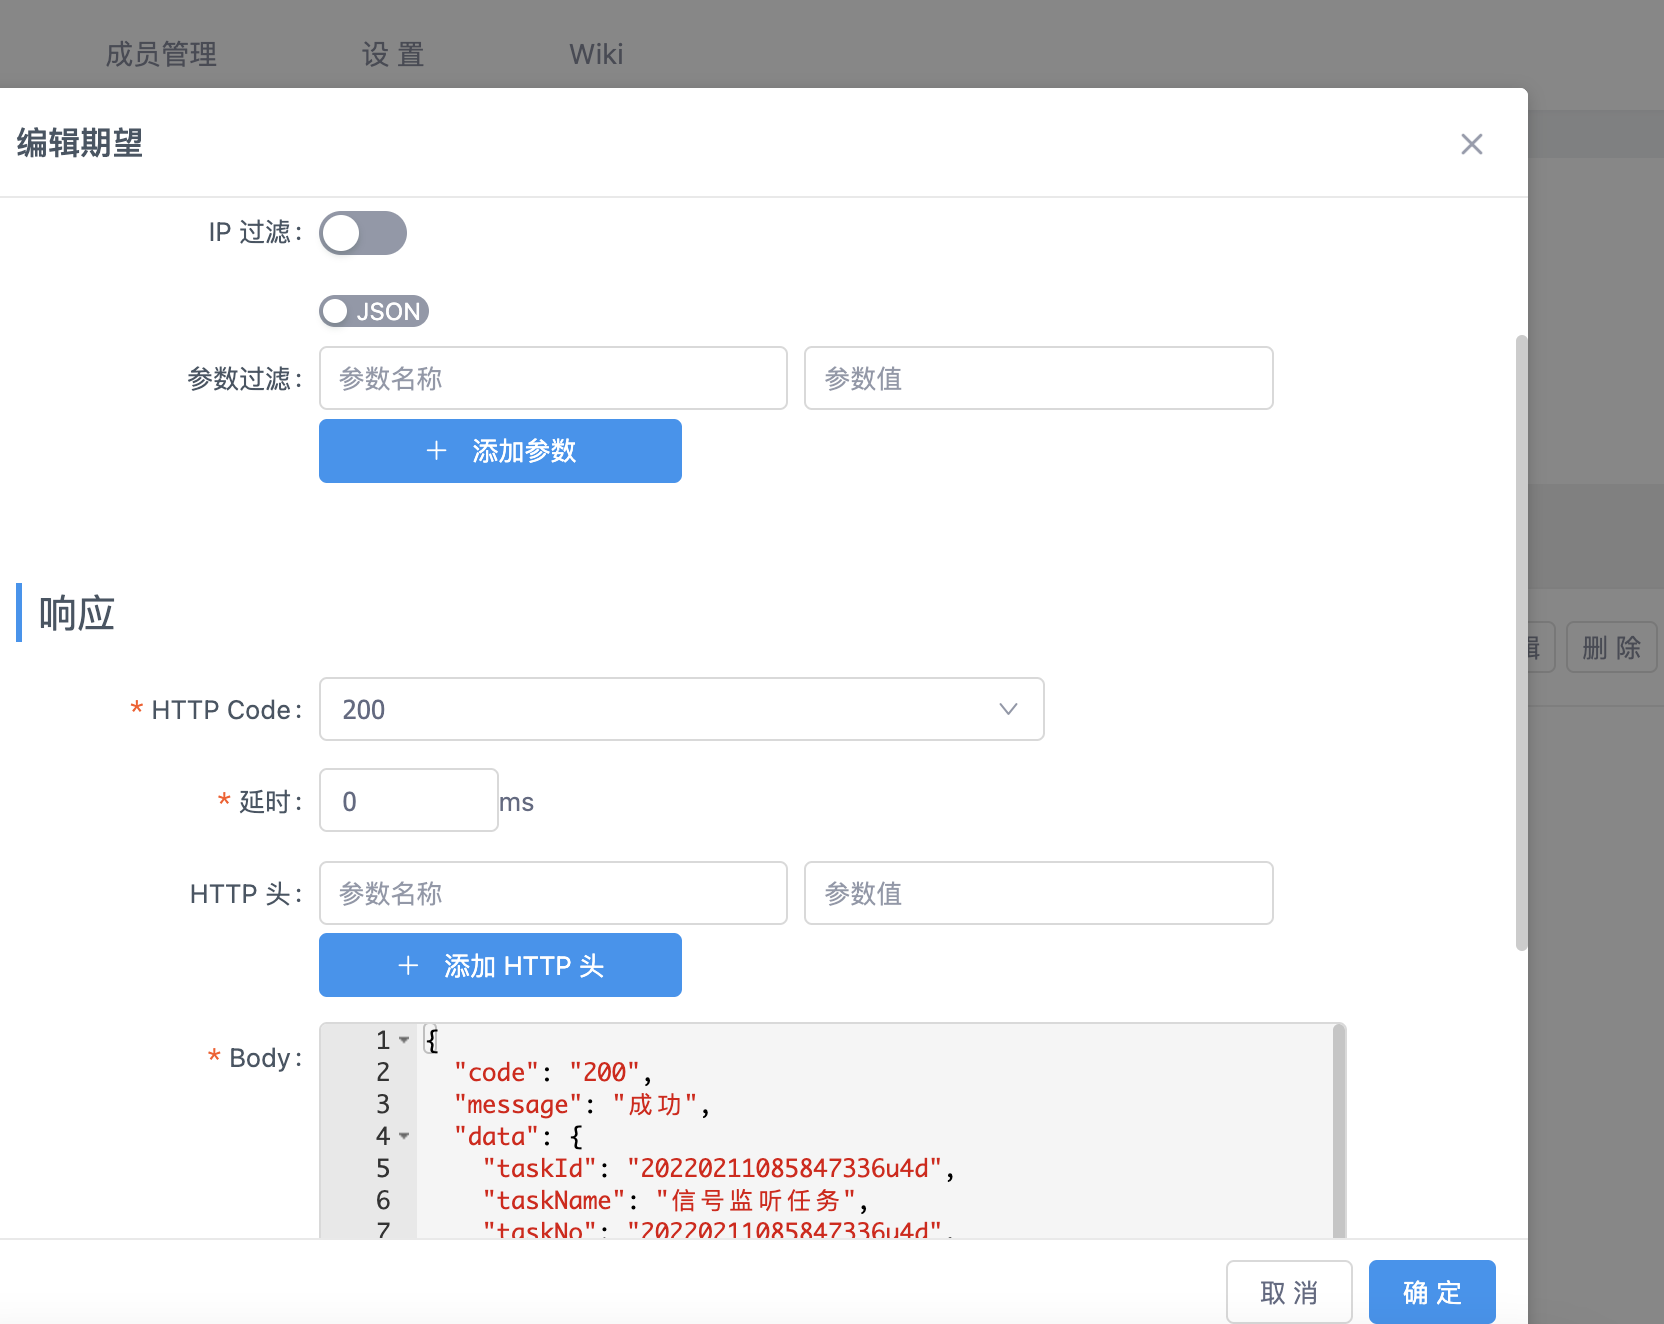 成员管理 设 置 Wiki
编辑期望
IP 过滤:
JSON
参数过滤: 参数名称 参数值
+ 添加参数
响应
删 除
* HTTP Code: 200
* 延时: 0 ms
HTTP 头: 参数名称 参数值
+ 添加 HTTP 头
* Body:
1 {
2 "code": "200",
3 "message": "成功",
4 "data": {
5 "taskId": "20220211085847336u4d",
6 "taskName": "信号监听任务",
7 "taskNo": "20220211085847336u4d",
取 消 确 定